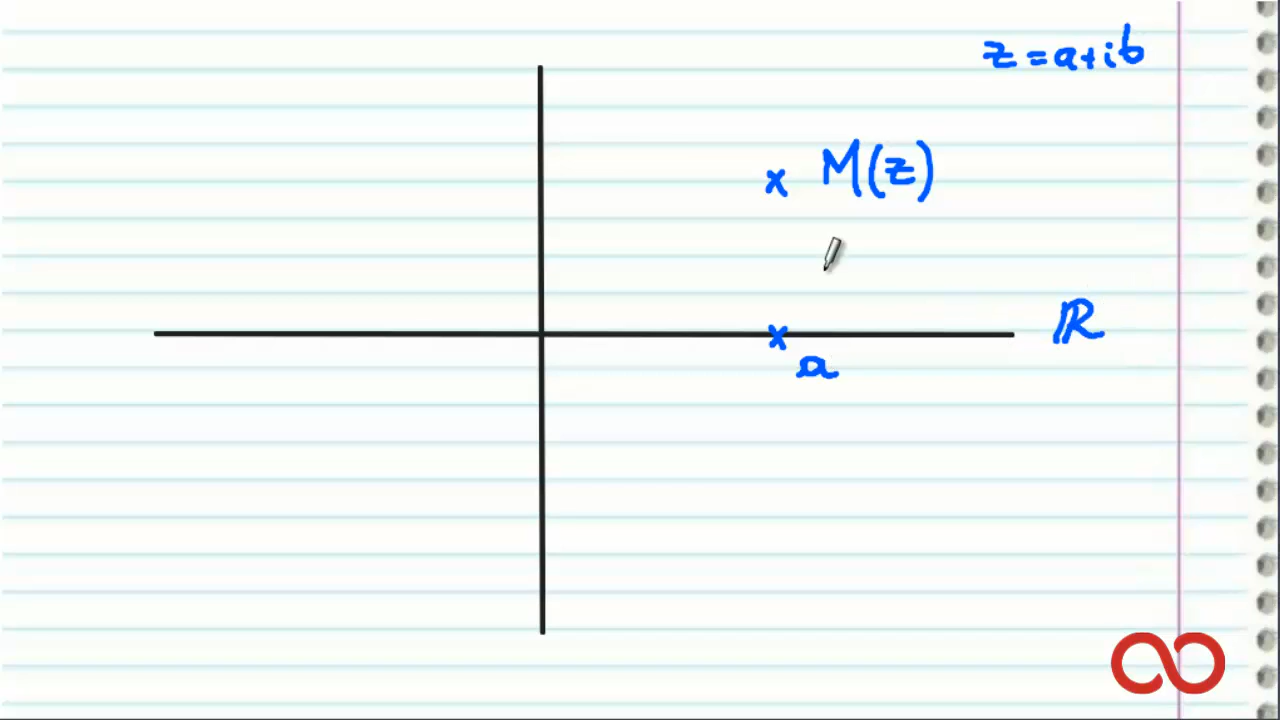 z = a+ib
M(z)
ℝ
a